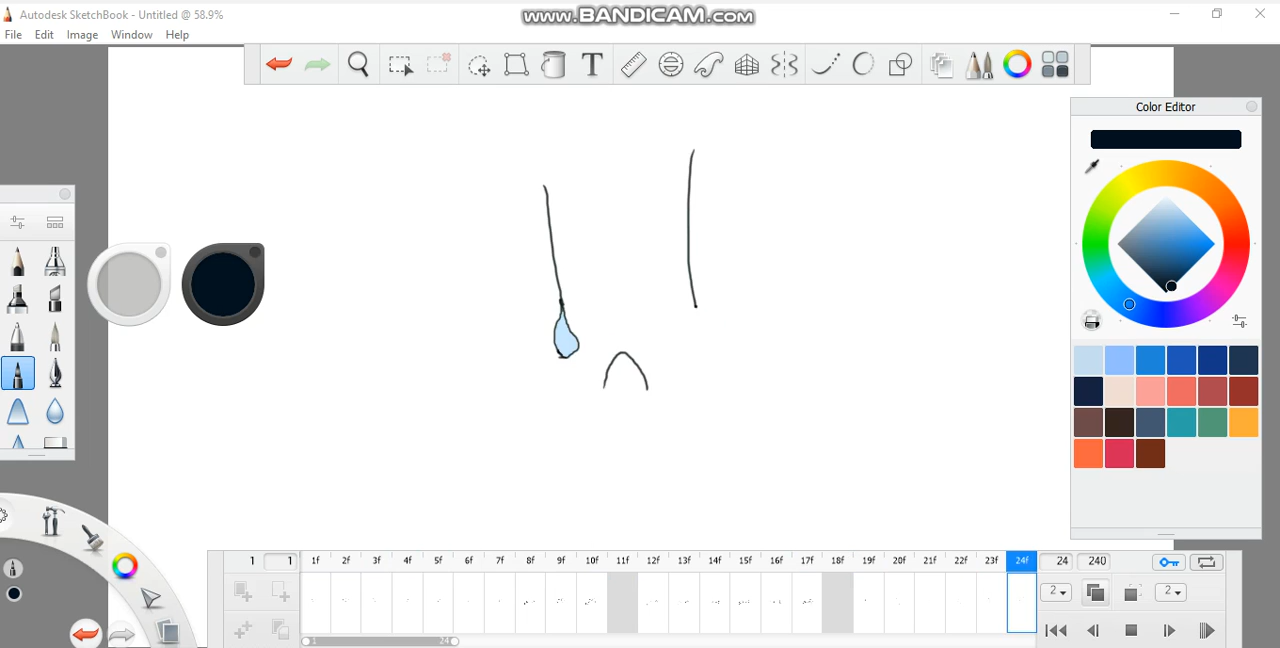 Autodesk SketchBook - Untitled @ 58.9%
www.BANDICAM.com
File Edit Image Window Help
T
Color Editor
1 1 1f 2f 3f 4f 5f 6f 7f 8f 9f 10f 11f 12f 13f 14f 15f 16f 17f 18f 19f 20f 21f 22f 23f 24f 24 240
2 2
1 24